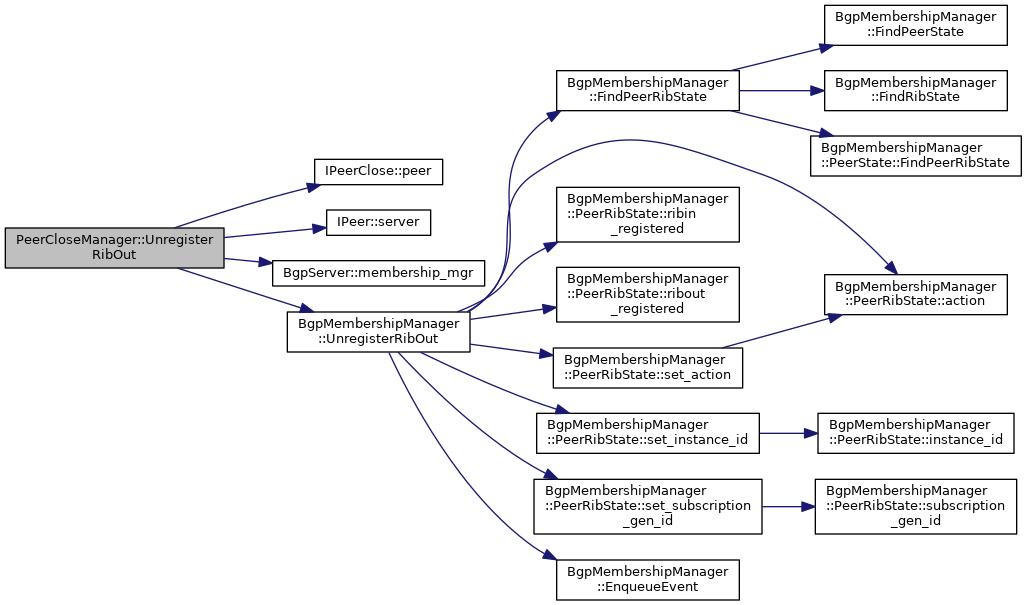 PeerCloseManager::Unregister
RibOut
IPeerClose::peer
IPeer::server
BgpServer::membership_mgr
BgpMembershipManager
::UnregisterRibOut
BgpMembershipManager
::FindPeerRibState
BgpMembershipManager
::PeerRibState::ribin
_registered
BgpMembershipManager
::PeerRibState::ribout
_registered
BgpMembershipManager
::PeerRibState::set_action
BgpMembershipManager
::PeerRibState::set_instance_id
BgpMembershipManager
::PeerRibState::set_subscription
_gen_id
BgpMembershipManager
::EnqueueEvent
BgpMembershipManager
::FindPeerState
BgpMembershipManager
::FindRibState
BgpMembershipManager
::PeerState::FindPeerRibState
BgpMembershipManager
::PeerRibState::action
BgpMembershipManager
::PeerRibState::instance_id
BgpMembershipManager
::PeerRibState::subscription
_gen_id